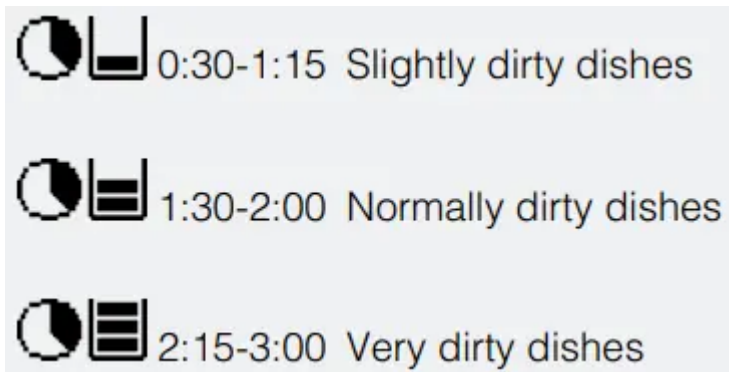 0:30-1:15 Slightly dirty dishes
1:30-2:00 Normally dirty dishes
2:15-3:00 Very dirty dishes